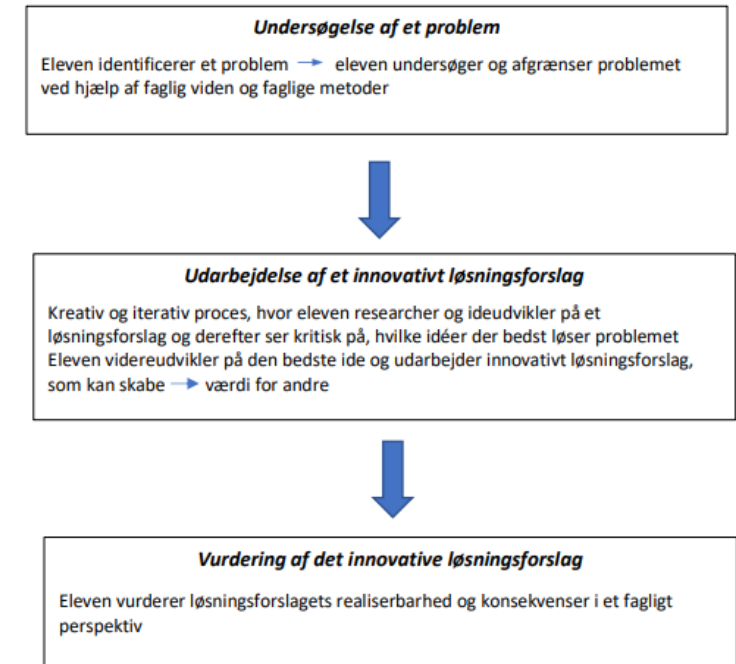 Undersøgelse af et problem
Eleven identificerer et problem → eleven undersøger og afgrænser problemet
ved hjælp af faglig viden og faglige metoder
Udarbejdelse af et innovativt løsningsforslag
Kreativ og iterativ proces, hvor eleven researcher og ideudvikler på et
løsningsforslag og derefter ser kritisk på, hvilke idéer der bedst løser problemet
Eleven videreudvikler på den bedste ide og udarbejder innovativt løsningsforslag,
som kan skabe → værdi for andre
Vurdering af det innovative løsningsforslag
Eleven vurderer løsningsforslagets realiserbarhed og konsekvenser i et fagligt
perspektiv